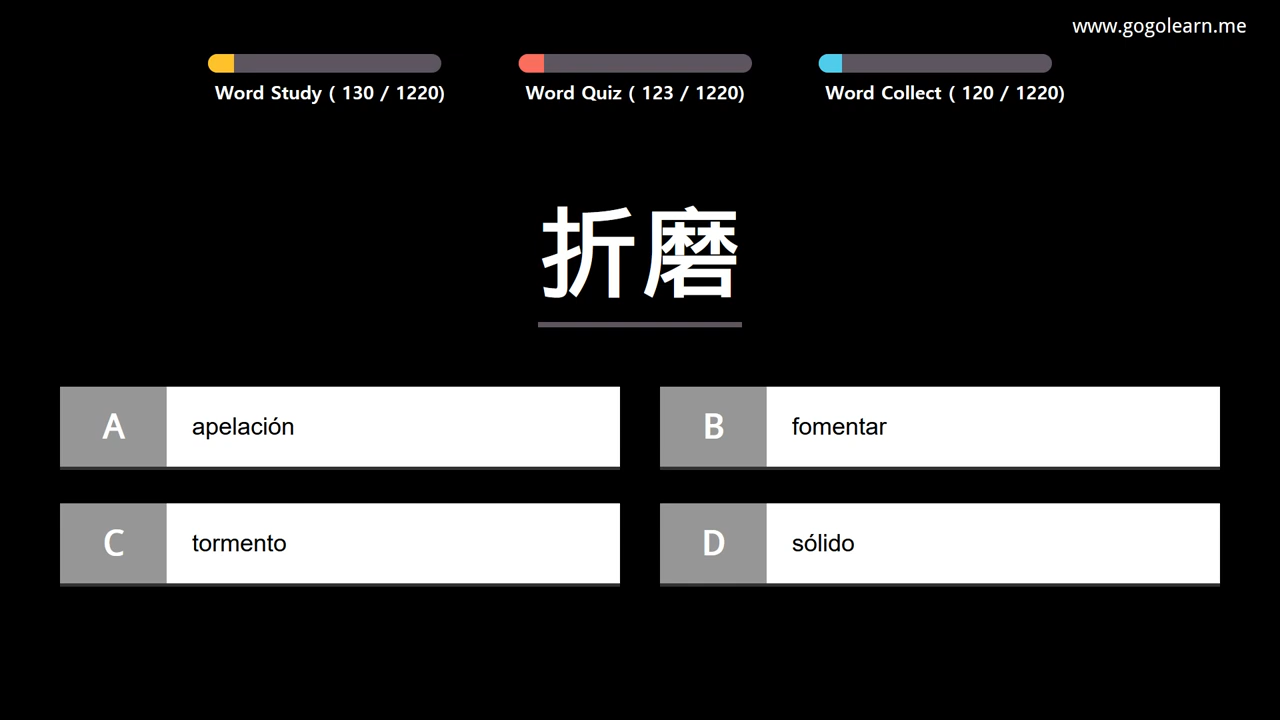 www.gogolearn.me
Word Study ( 130 / 1220)
Word Quiz ( 123 / 1220)
Word Collect ( 120 / 1220)
折磨
A apelación
B fomentar
C tormento
D sólido